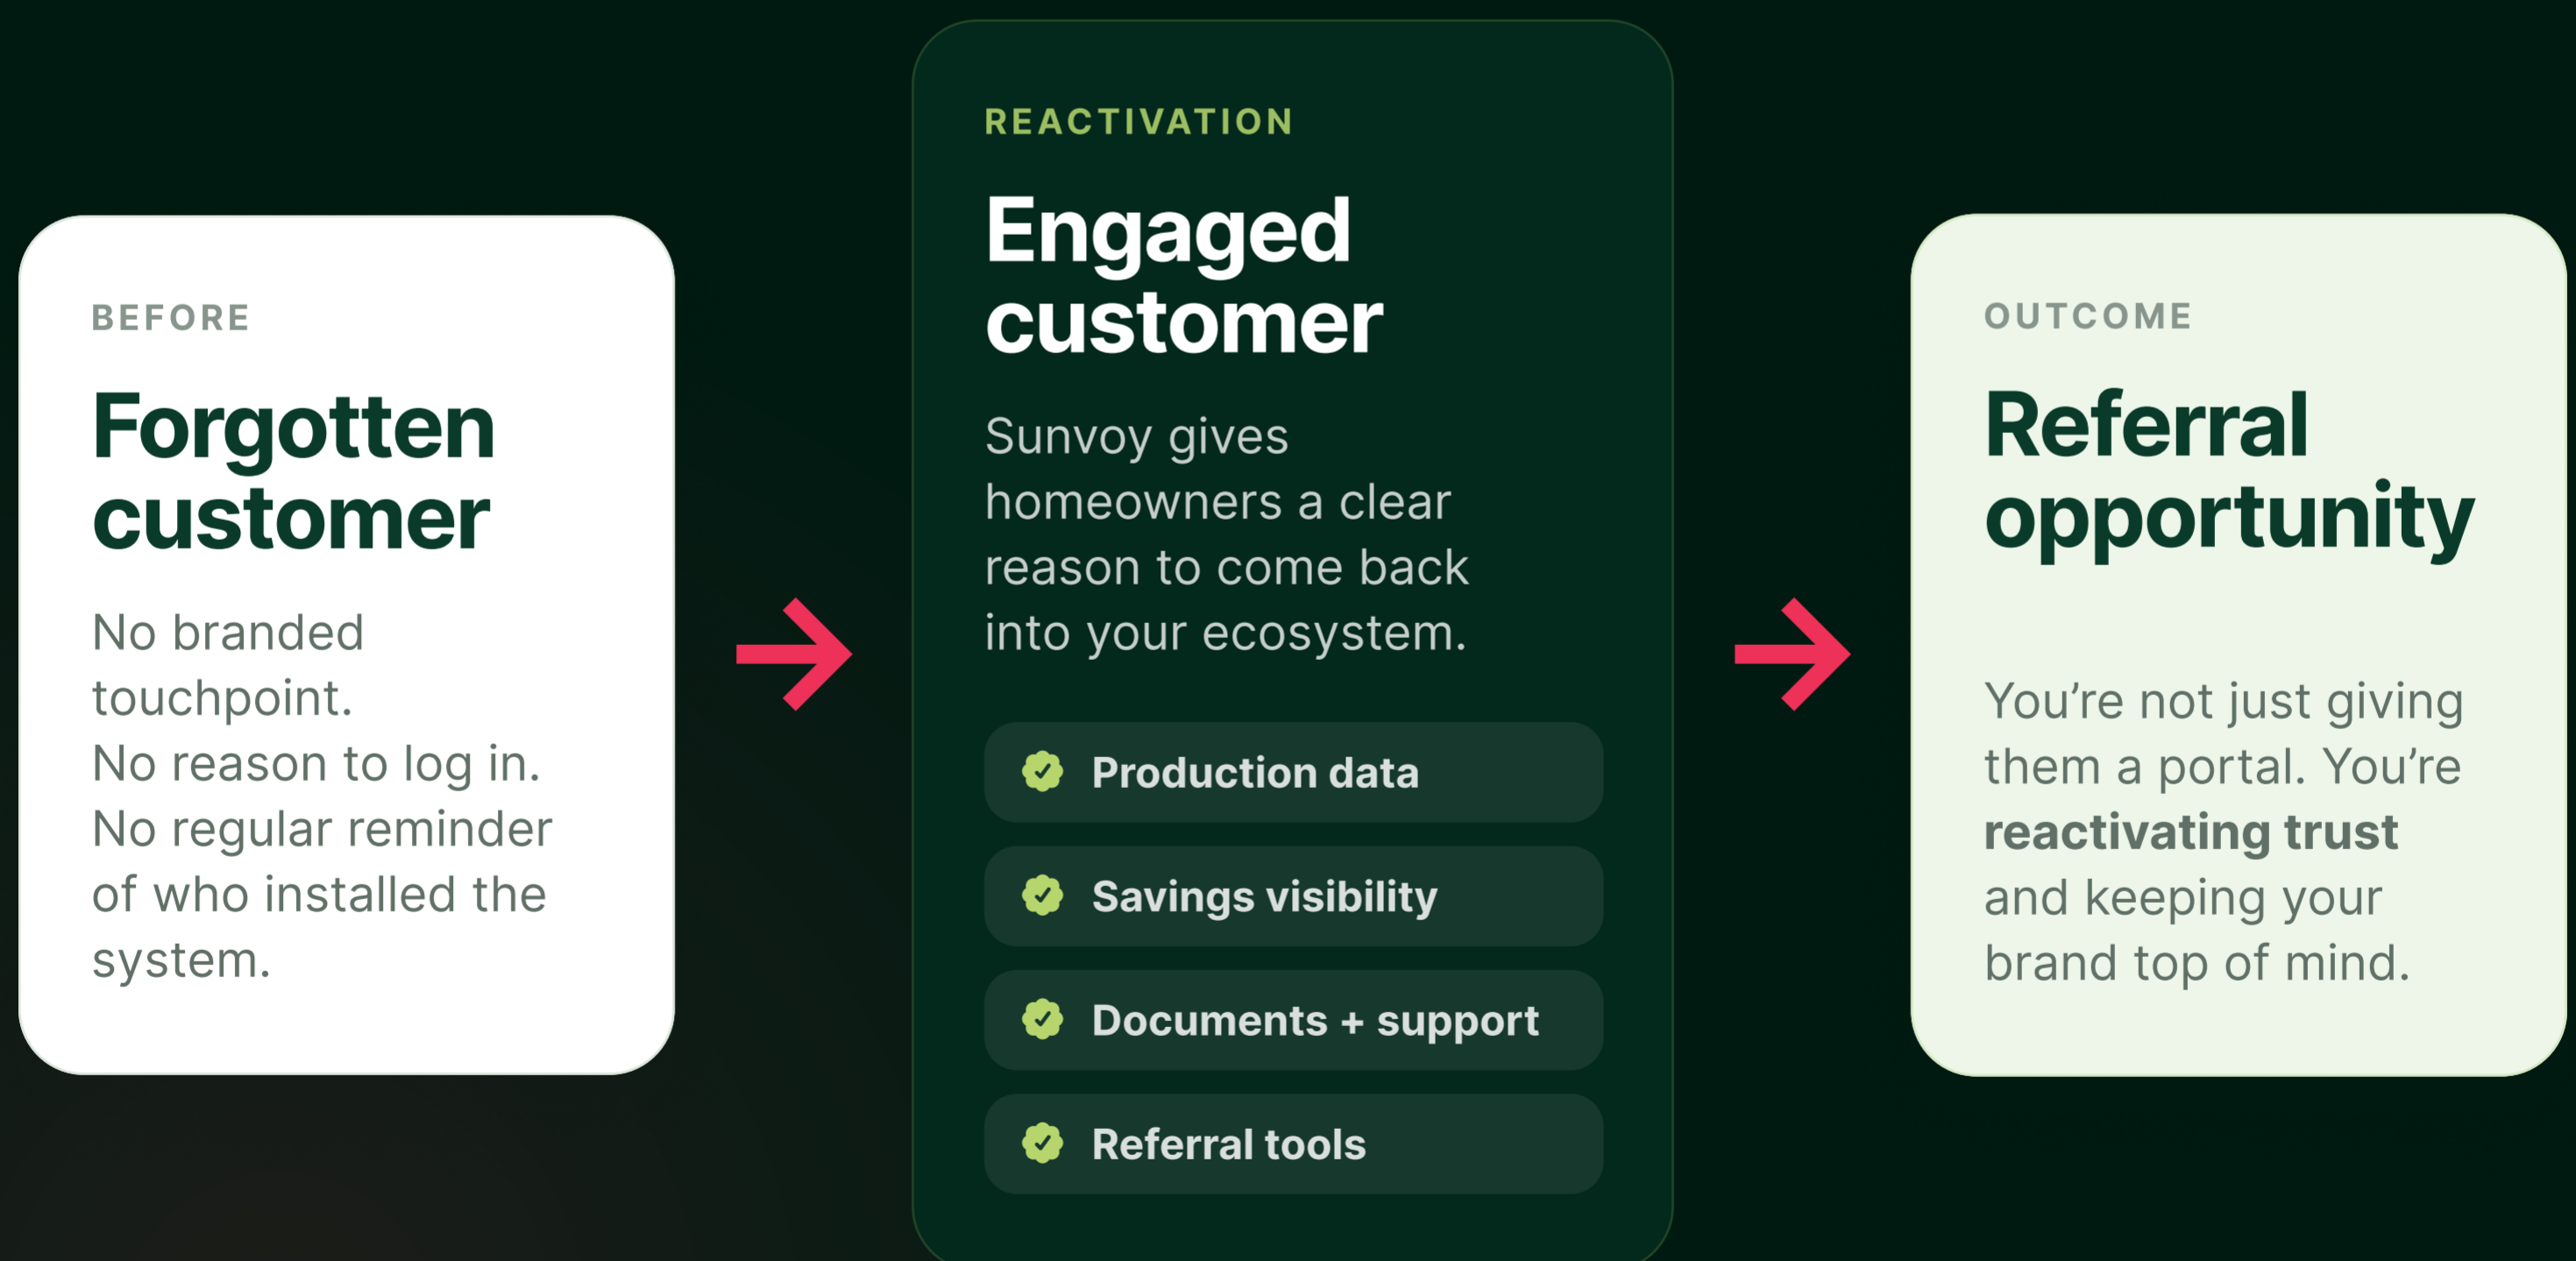 BEFORE
Forgotten
customer
No branded
touchpoint.
No reason to log in.
No regular reminder
of who installed the
system.
REACTIVATION
Engaged
customer
Sunvoy gives
homeowners a clear
reason to come back
into your ecosystem.
Production data
Savings visibility
Documents + support
Referral tools
OUTCOME
Referral
opportunity
You’re not just giving
them a portal. You’re
reactivating trust
and keeping your
brand top of mind.